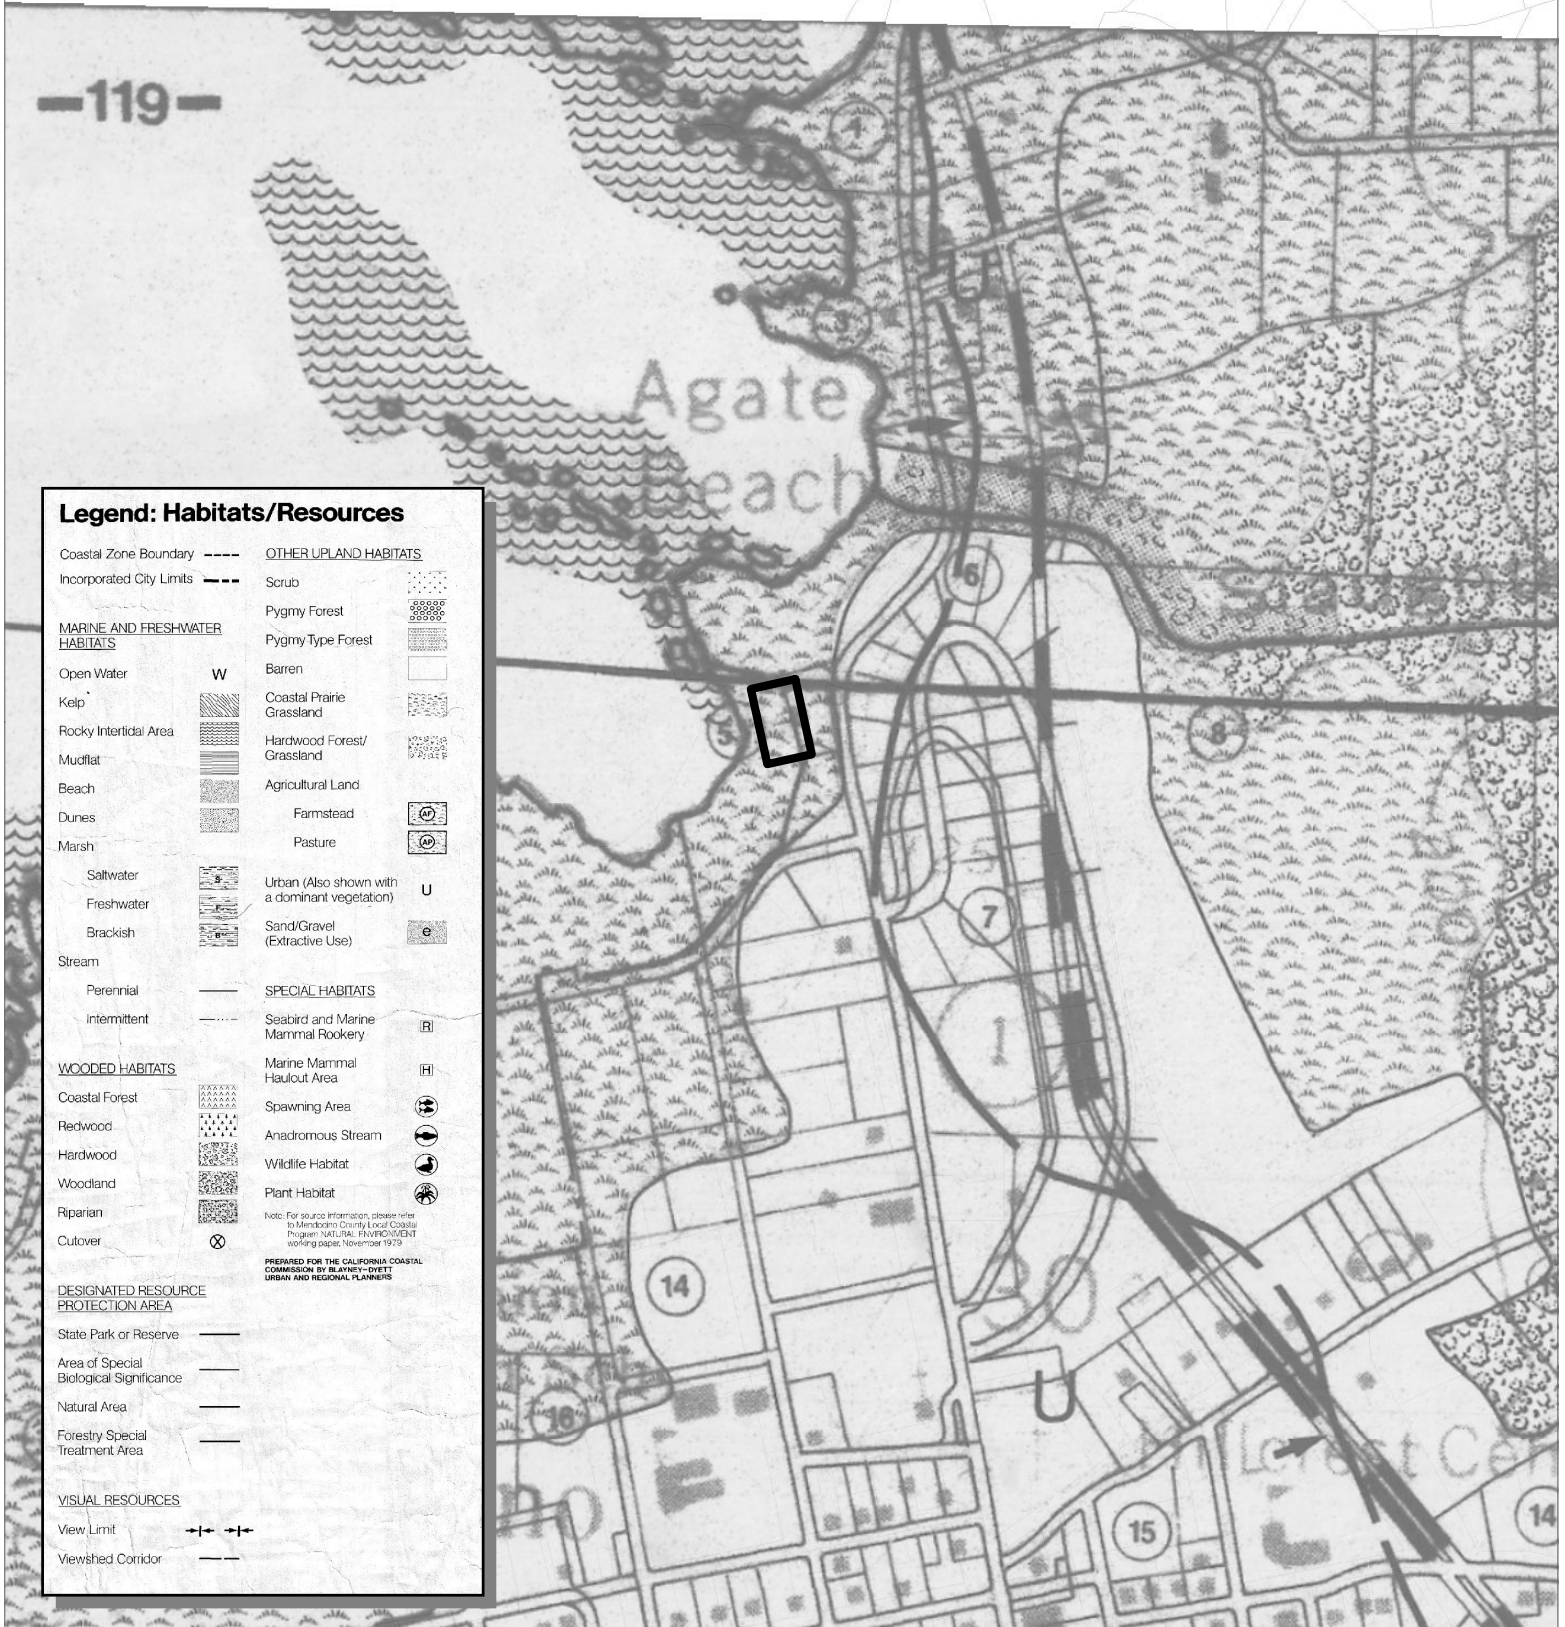 119
4
U
3
Agate
Beach
6
5
8
7
I
14
30
U
16
15
14
Legend: Habitats/Resources
Coastal Zone Boundary
Incorporated City Limits
MARINE AND FRESHWATER
HABITATS
Open Water W
Kelp
Rocky Intertidal Area
Mudflat
Beach
Dunes
Marsh
Saltwater S
Freshwater F
Brackish B
Stream
Perennial
Intermittent
WOODED HABITATS
Coastal Forest
Redwood
Hardwood
Woodland
Riparian
Cutover
DESIGNATED RESOURCE
PROTECTION AREA
State Park or Reserve
Area of Special
Biological Significance
Natural Area
Forestry Special
Treatment Area
VISUAL RESOURCES
View Limit
Viewshed Corridor
OTHER UPLAND HABITATS
Scrub
Pygmy Forest
Pygmy Type Forest
Barren
Coastal Prairie
Grassland
Hardwood Forest/
Grassland
Agricultural Land
Farmstead AF
Pasture AP
Urban (Also shown with
a dominant vegetation) U
Sand/Gravel
(Extractive Use) e
SPECIAL HABITATS
Seabird and Marine
Mammal Rookery R
Marine Mammal
Haulout Area H
Spawning Area
Anadromous Stream
Wildlife Habitat
Plant Habitat
Note: For source information, please refer
to Mendocino County Local Coastal
Program NATURAL ENVIRONMENT
working paper, November 1979
PREPARED FOR THE CALIFORNIA COASTAL
COMMISSION BY BLAYNEY-DYETT
URBAN AND REGIONAL PLANNERS